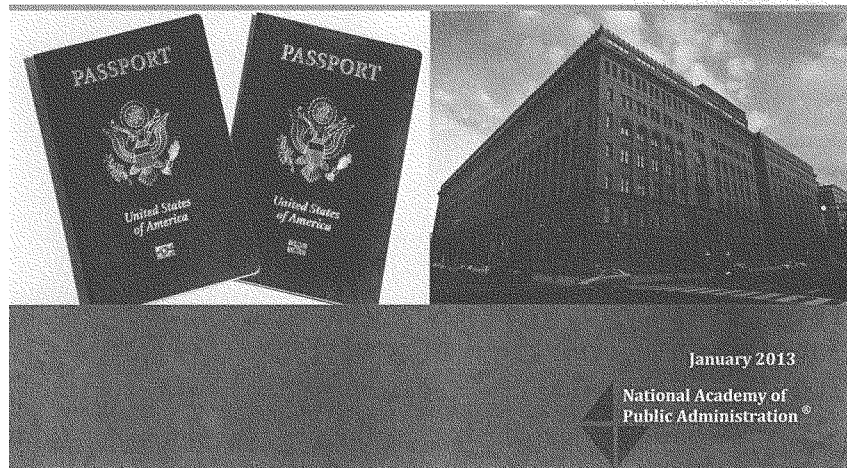 PASSPORT
United States
of America
PASSPORT
United States
of America
January 2013
National Academy of
Public Administration®